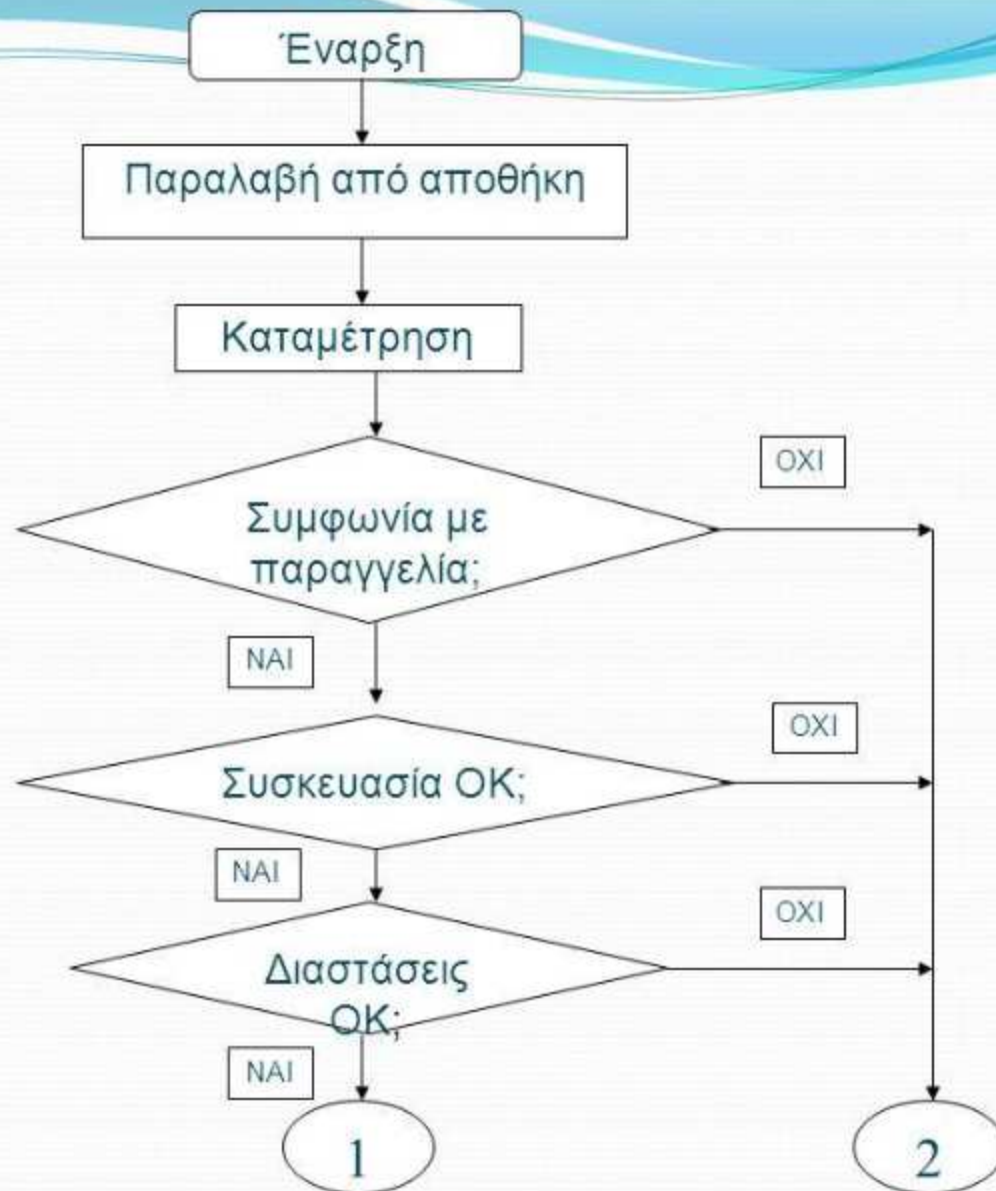 Έναρξη
Παραλαβή από αποθήκη
Καταμέτρηση
ΟΧΙ
Συμφωνία με
παραγγελία;
ΝΑΙ
ΟΧΙ
Συσκευασία ΟΚ;
ΝΑΙ
ΟΧΙ
Διαστάσεις
ΟΚ;
ΝΑΙ
1
2